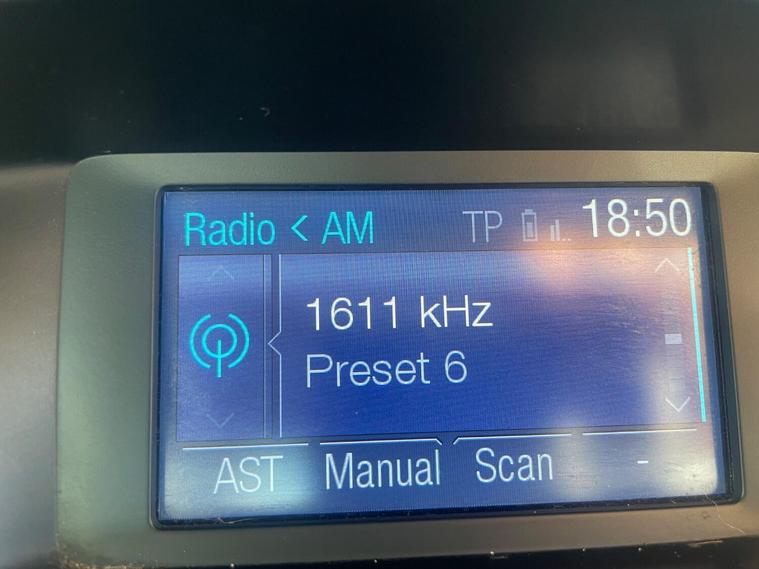 Radio < AM TP 18:50
1611 kHz
Preset 6
AST Manual Scan -